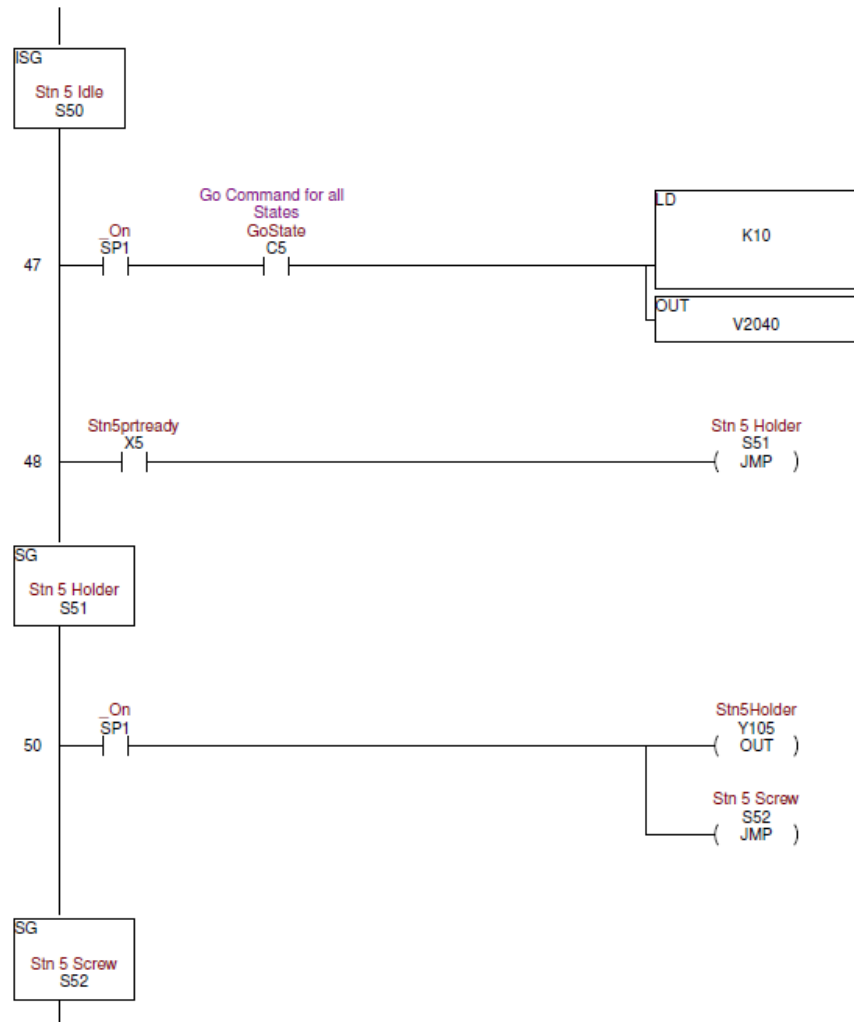 ISG
Stn 5 Idle
S50
Go Command for all
States
_On
GoState
SP1
C5
LD
K10
47
OUT
V2040
Stn5prtready
X5
Stn 5 Holder
S51
48
JMP
SG
Stn 5 Holder
S51
_On
SP1
Stn5Holder
Y105
50
OUT
Stn 5 Screw
S52
JMP
SG
Stn 5 Screw
S52